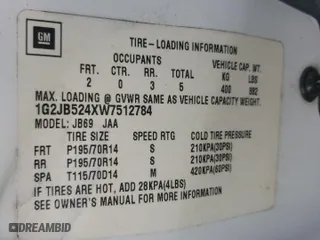 GM
TIRE-LOADING INFORMATION
OCCUPANTS VEHICLE CAP. WT.
FRT CTR RR TOTAL KG LBS
2 0 3 5 400 882
MAX. LOADING @ GVWR SAME AS VEHICLE CAPACITY WEIGHT.
1G2JB524XW7512784
MODEL: JB69 JAA
TIRE SIZE SPEED RTG COLD TIRE PRESSURE
FRT P195/70R14 S 210KPA(30PSI)
RR P195/70R14 S 210KPA(30PSI)
SPA T115/70D14 M 420KPA(60PSI)
IF TIRES ARE HOT, ADD 28KPA(4LBS)
SEE OWNER'S MANUAL FOR MORE INFORMATION
DREAMBID